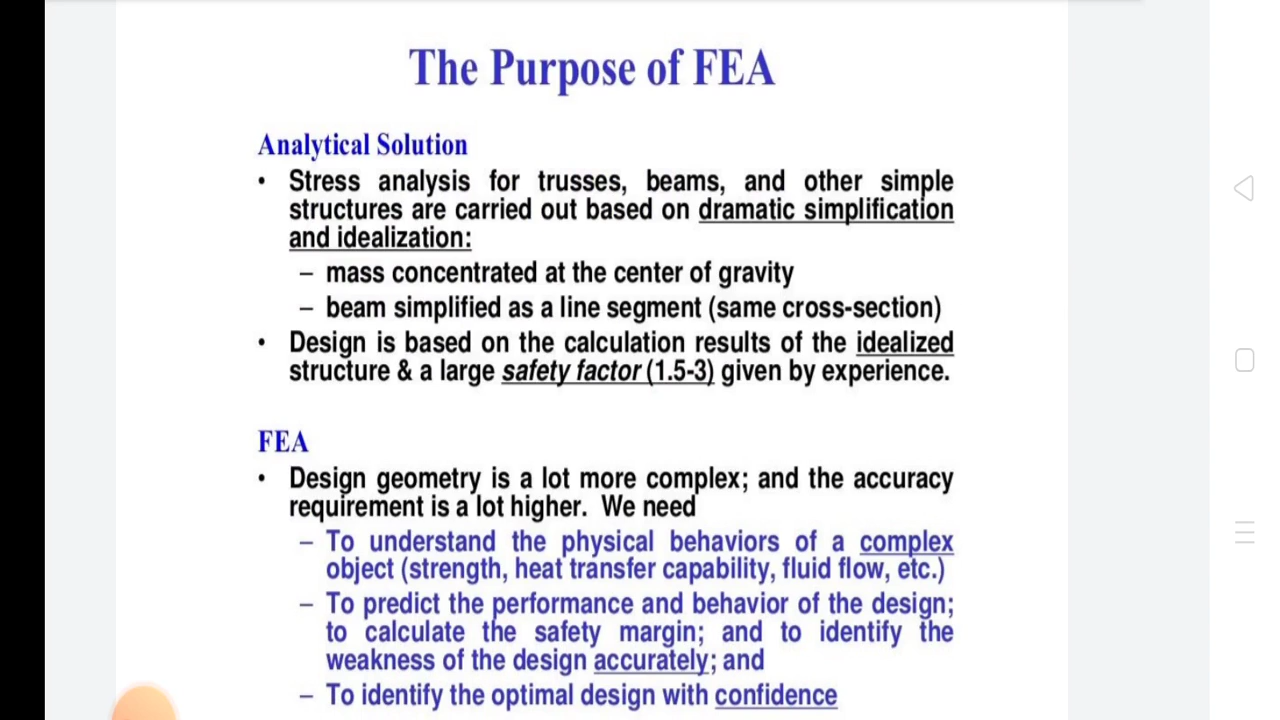 The Purpose of FEA
Analytical Solution
• Stress analysis for trusses, beams, and other simple
structures are carried out based on dramatic simplification
and idealization:
– mass concentrated at the center of gravity
– beam simplified as a line segment (same cross-section)
• Design is based on the calculation results of the idealized
structure & a large safety factor (1.5-3) given by experience.
FEA
• Design geometry is a lot more complex; and the accuracy
requirement is a lot higher. We need
– To understand the physical behaviors of a complex
object (strength, heat transfer capability, fluid flow, etc.)
– To predict the performance and behavior of the design;
to calculate the safety margin; and to identify the
weakness of the design accurately; and
– To identify the optimal design with confidence